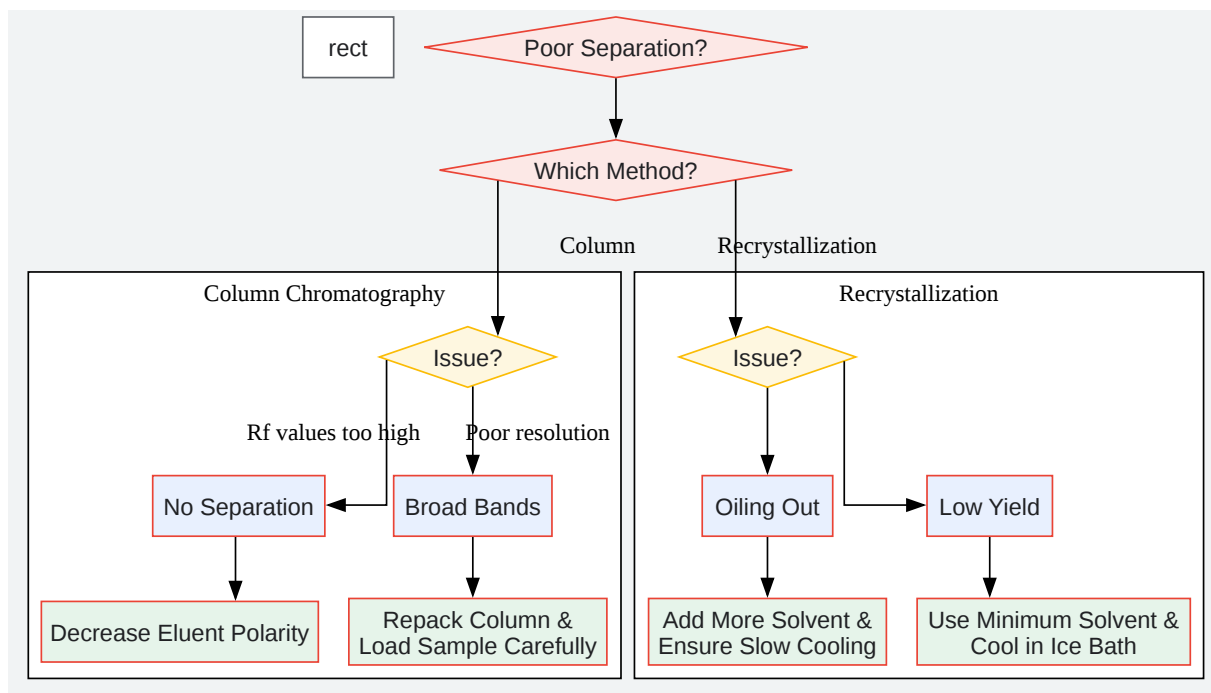 rect
Poor Separation?
Which Method?
Column
Recrystallization
Column Chromatography
Recrystallization
Issue?
Issue?
Rf values too high
Poor resolution
No Separation
Broad Bands
Oiling Out
Low Yield
Decrease Eluent Polarity
Repack Column &
Load Sample Carefully
Add More Solvent &
Ensure Slow Cooling
Use Minimum Solvent &
Cool in Ice Bath